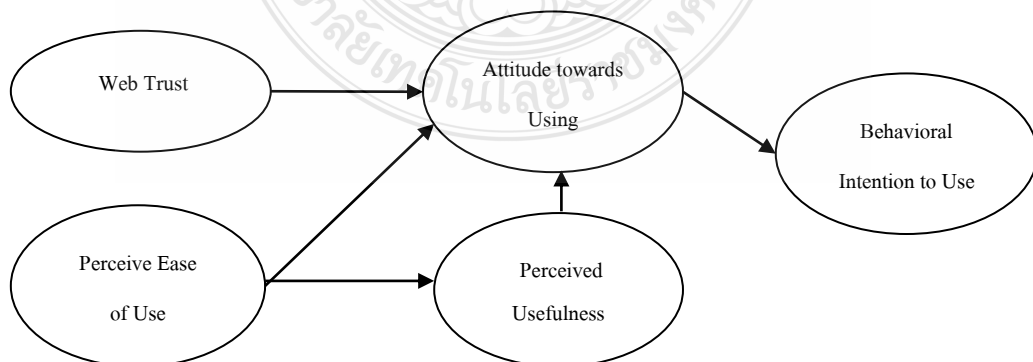 Web Trust
Attitude towards
Using
Behavioral
Intention to Use
Perceive Ease
of Use
Perceived
Usefulness